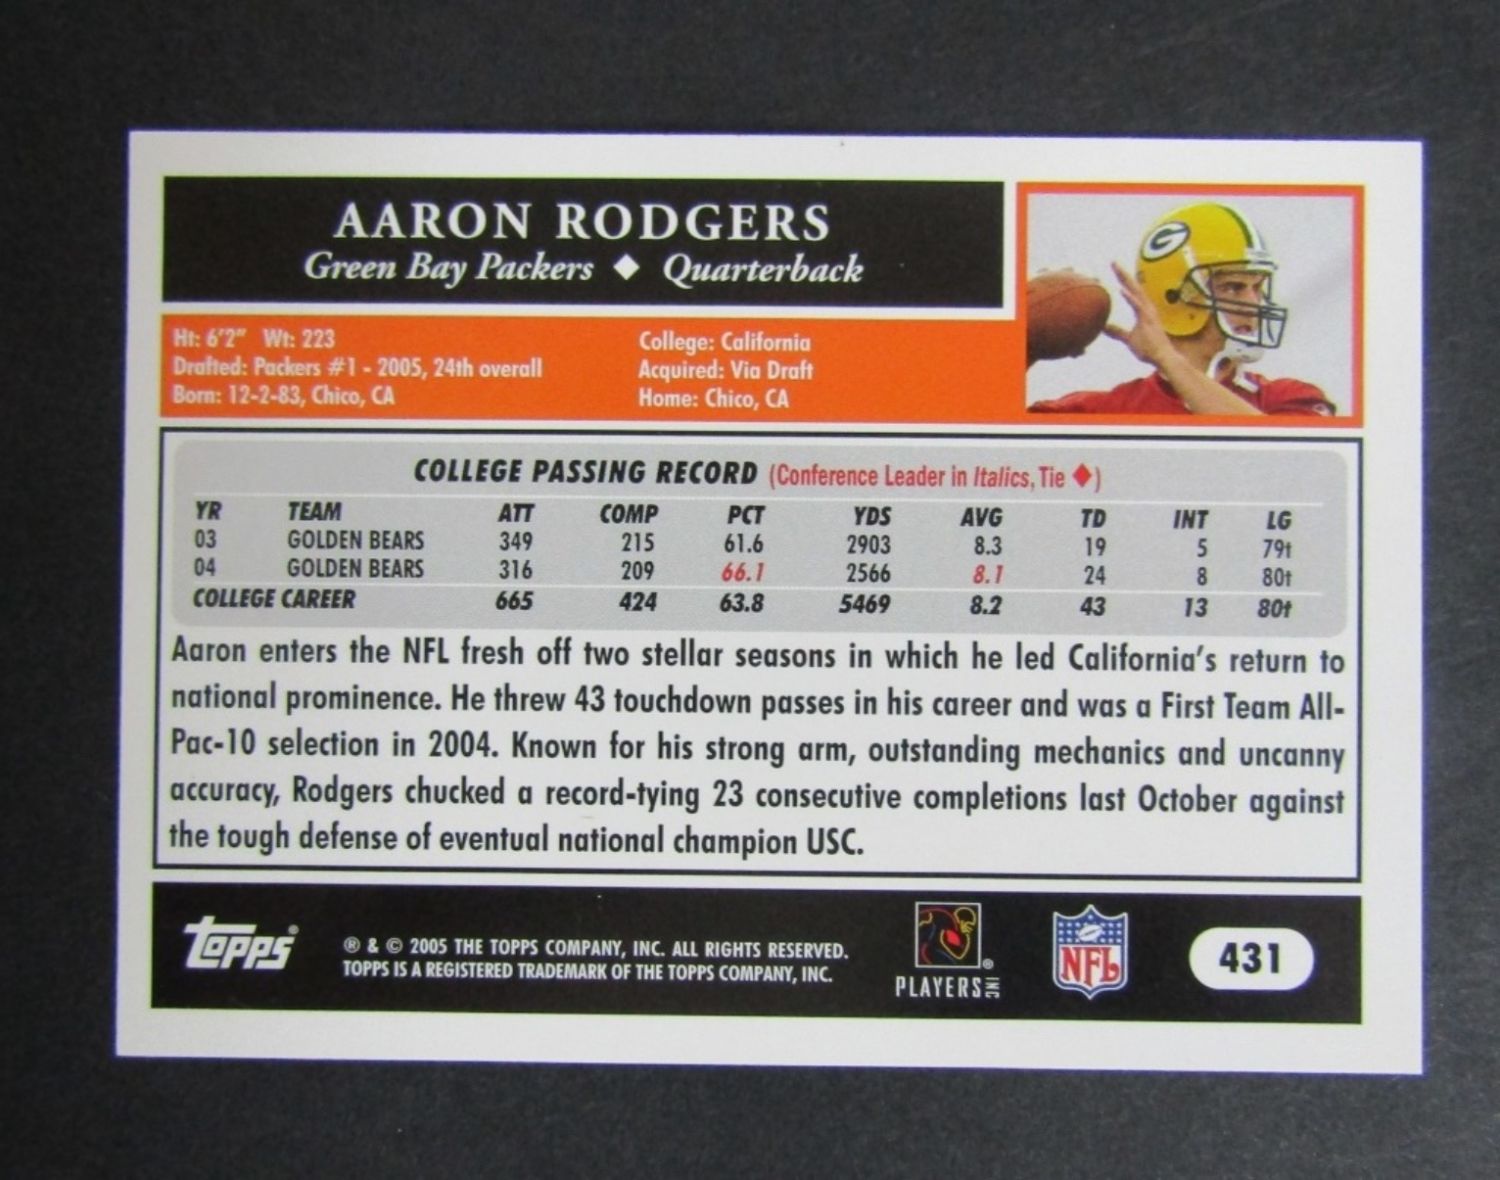 AARON RODGERS
Green Bay Packers ◆ Quarterback
Ht: 6'2" Wt: 223
Drafted: Packers #1 - 2005, 24th overall
Born: 12-2-83, Chico, CA
College: California
Acquired: Via Draft
Home: Chico, CA
G
COLLEGE PASSING RECORD (Conference Leader in Italics, Tie ◆)
YR TEAM ATT COMP PCT YDS AVG TD INT LG
03 GOLDEN BEARS 349 215 61.6 2903 8.3 19 5 79t
04 GOLDEN BEARS 316 209 66.1 2566 8.1 24 8 80t
COLLEGE CAREER 665 424 63.8 5469 8.2 43 13 80t
Aaron enters the NFL fresh off two stellar seasons in which he led California's return to
national prominence. He threw 43 touchdown passes in his career and was a First Team All-
Pac-10 selection in 2004. Known for his strong arm, outstanding mechanics and uncanny
accuracy, Rodgers chucked a record-tying 23 consecutive completions last October against
the tough defense of eventual national champion USC.
topps®
® & © 2005 THE TOPPS COMPANY, INC. ALL RIGHTS RESERVED.
TOPPS IS A REGISTERED TRADEMARK OF THE TOPPS COMPANY, INC.
®
PLAYERS INC
NFL
431